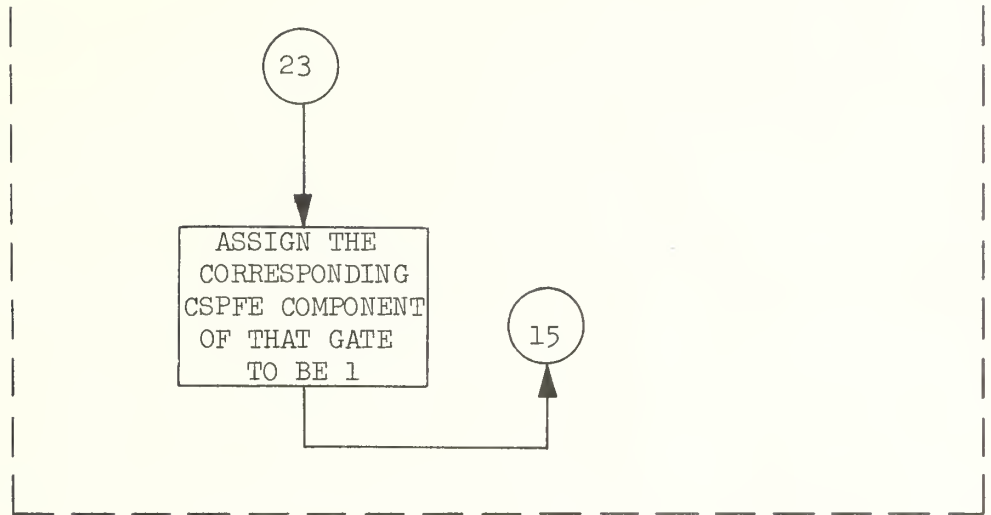 23
ASSIGN THE
CORRESPONDING
CSPFE COMPONENT
OF THAT GATE
TO BE 1
15